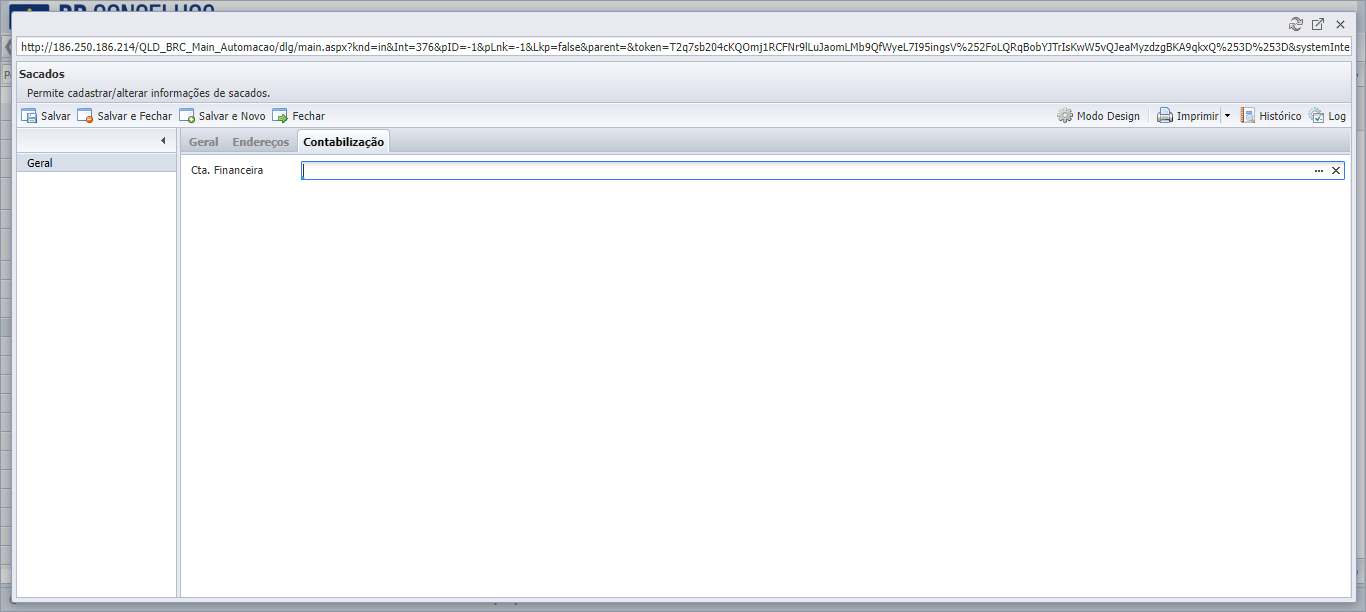 http://186.250.186.214/QLD_BRC_Main_Automacao/dlg/main.aspx?knd=in&Int=376&pID=-1&pLnk=-1&Lkp=false&parent=&token=T2q7sb204cKQOmj1RCFNr9lLuJaomLMb9QfWyeL7I95ingsV%252FoLQRqBobYJTrIsKwW5vQJeaMyzdzgBKA9qkxQ%253D%253D&systemInte
Sacados
Permite cadastrar/alterar informações de sacados.
Salvar Salvar e Fechar Salvar e Novo Fechar Modo Design Imprimir Histórico Log
Geral Endereços Contabilização
Geral
Cta. Financeira